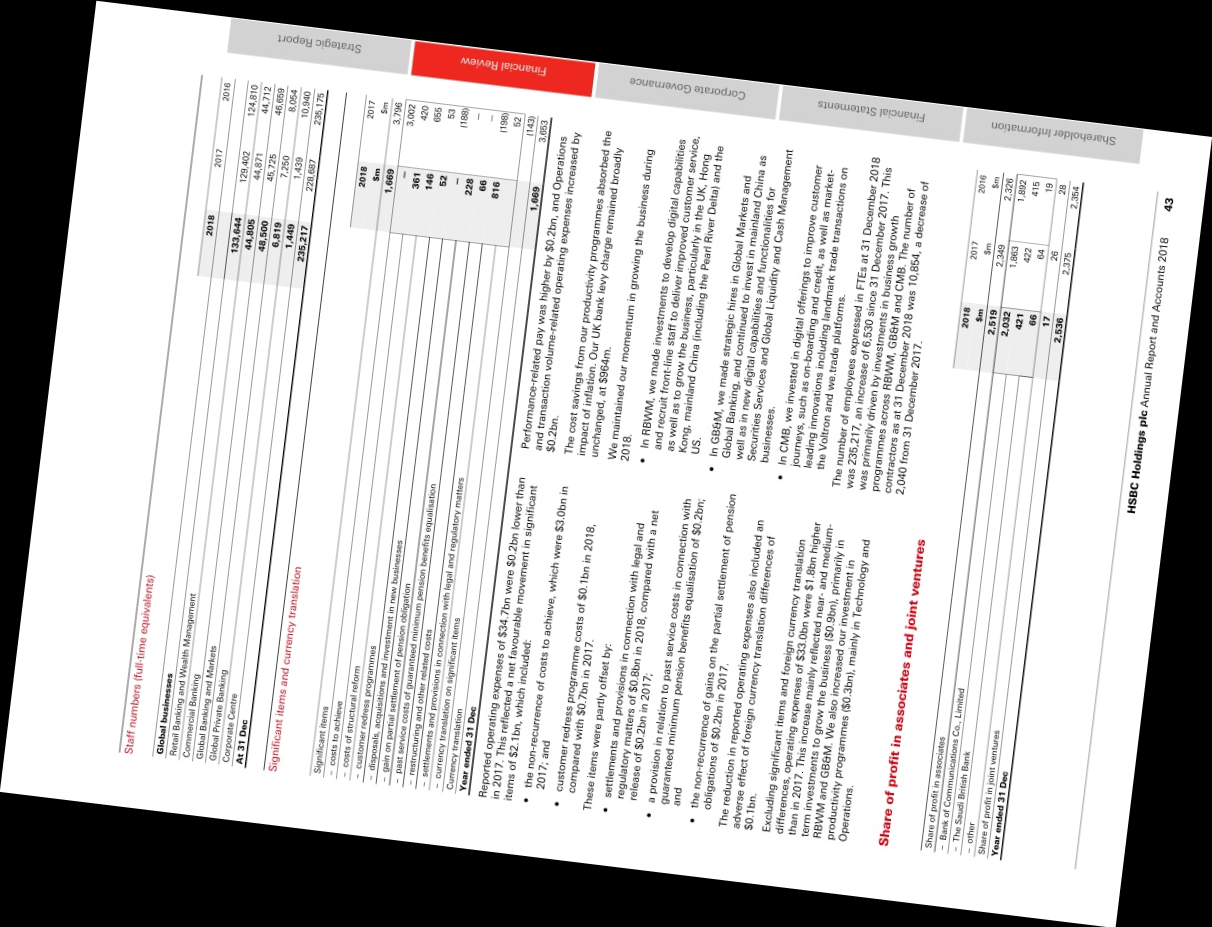 Strategic Report
Financial Review
Corporate Governance
Financial Statements
Shareholder Information
Staff numbers (full-time equivalents)
2018 2017 2016
Global businesses
Retail Banking and Wealth Management 133,644 129,402 124,810
Commercial Banking 44,805 44,871 44,712
Global Banking and Markets 48,500 45,725 46,659
Global Private Banking 6,819 7,250 8,054
Corporate Centre 1,449 1,439 10,940
At 31 Dec 235,217 228,687 235,175
Significant items and currency translation
2018 2017
$m $m
Significant items 1,669 3,796
– costs to achieve — 3,002
– costs of structural reform 361 420
– customer redress programmes 146 655
– disposals, acquisitions and investment in new businesses 52 53
– gain on partial settlement of pension obligation — (188)
– past service costs of guaranteed minimum pension benefits equalisation 228 —
– restructuring and other related costs 66 —
– settlements and provisions in connection with legal and regulatory matters 816 (198)
– currency translation on significant items 52
Currency translation (143)
Year ended 31 Dec 1,669 3,653
Reported operating expenses of $34.7bn were $0.2bn lower than
in 2017. This reflected a net favourable movement in significant
items of $2.1bn, which included:
• the non-recurrence of costs to achieve, which were $3.0bn in
2017; and
• customer redress programme costs of $0.1bn in 2018,
compared with $0.7bn in 2017.
These items were partly offset by:
• settlements and provisions in connection with legal and
regulatory matters of $0.8bn in 2018, compared with a net
release of $0.2bn in 2017;
• a provision in relation to past service costs in connection with
guaranteed minimum pension benefits equalisation of $0.2bn;
and
• the non-recurrence of gains on the partial settlement of pension
obligations of $0.2bn in 2017.
The reduction in reported operating expenses also included an
adverse effect of foreign currency translation differences of
$0.1bn.
Excluding significant items and foreign currency translation
differences, operating expenses of $33.0bn were $1.8bn higher
than in 2017. This increase mainly reflected near- and medium-
term investments to grow the business ($0.9bn), primarily in
RBWM and GB&M. We also increased our investment in
productivity programmes ($0.3bn), mainly in Technology and
Operations.
Performance-related pay was higher by $0.2bn, and Operations
and transaction volume-related operating expenses increased by
$0.2bn.
The cost savings from our productivity programmes absorbed the
impact of inflation. Our UK bank levy charge remained broadly
unchanged, at $964m.
We maintained our momentum in growing the business during
2018.
• In RBWM, we made investments to develop digital capabilities
and recruit front-line staff to deliver improved customer service,
as well as to grow the business, particularly in the UK, Hong
Kong, mainland China (including the Pearl River Delta) and the
US.
• In GB&M, we made strategic hires in Global Markets and
Global Banking, and continued to invest in mainland China as
well as in new digital capabilities and functionalities for
Securities Services and Global Liquidity and Cash Management
businesses.
• In CMB, we invested in digital offerings to improve customer
journeys, such as on-boarding and credit, as well as market-
leading innovations including landmark trade transactions on
the Voltron and we.trade platforms.
The number of employees expressed in FTEs at 31 December 2018
was 235,217, an increase of 6,530 since 31 December 2017. This
was primarily driven by investments in business growth
programmes across RBWM, GB&M and CMB. The number of
contractors as at 31 December 2018 was 10,854, a decrease of
2,040 from 31 December 2017.
Share of profit in associates and joint ventures
2018 2017 2016
$m $m $m
Share of profit in associates 2,519 2,349 2,326
– Bank of Communications Co., Limited 2,032 1,863 1,892
– The Saudi British Bank 421 422 415
– other 66 64 19
Share of profit in joint ventures 17 26 28
Year ended 31 Dec 2,536 2,375 2,354
HSBC Holdings plc Annual Report and Accounts 2018 43